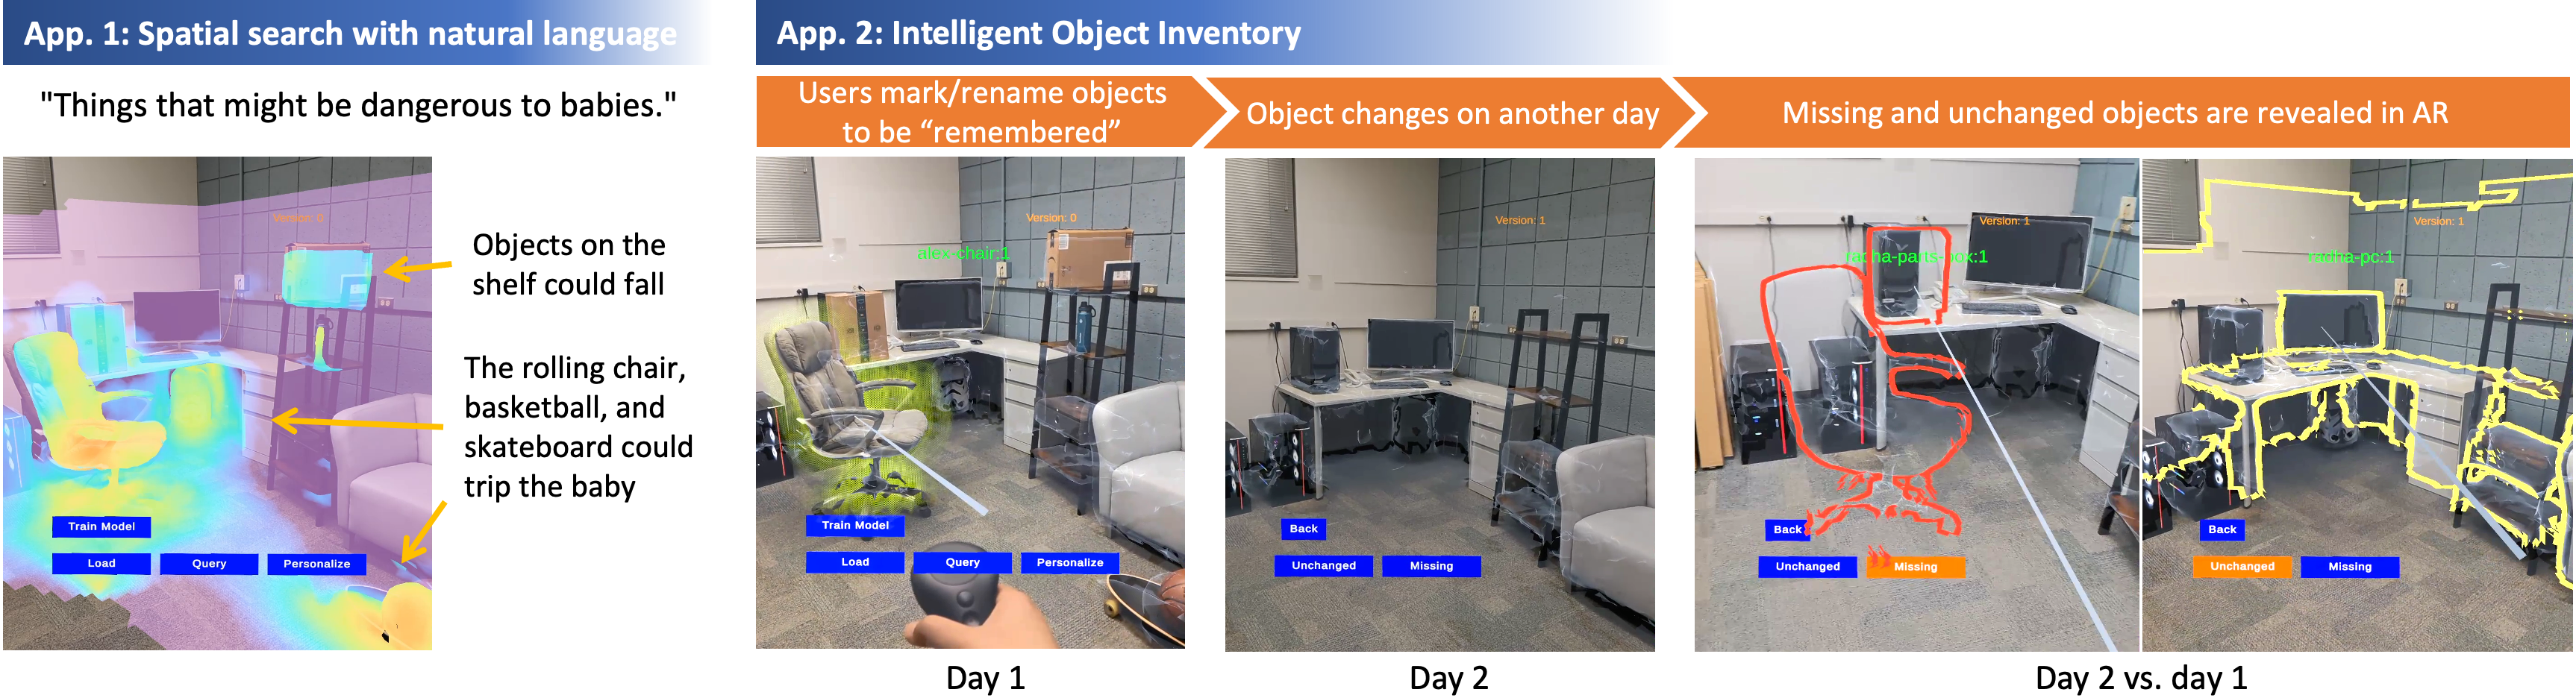 App. 1: Spatial search with natural language
"Things that might be dangerous to babies."
Version: 0
Objects on the
shelf could fall
The rolling chair,
basketball, and
skateboard could
trip the baby
Train Model
Load
Query
Personalize
App. 2: Intelligent Object Inventory
Users mark/rename objects
to be “remembered”
Object changes on another day
Missing and unchanged objects are revealed in AR
Version: 0
alex-chair:1
Train Model
Load
Query
Personalize
Day 1
Version: 1
Back
Unchanged
Missing
Day 2
Version: 1
radha-parts-box:1
Back
Unchanged
Missing
Version: 1
radha-pc:1
Back
Unchanged
Missing
Day 2 vs. day 1